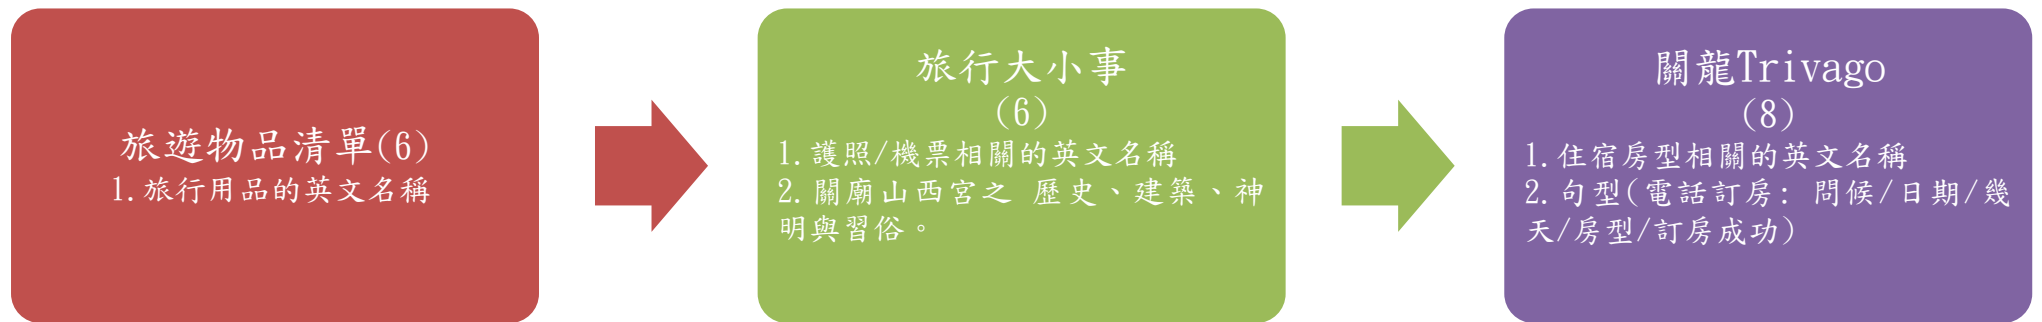 旅遊物品清單(6)
1.旅行用品的英文名稱
旅行大小事
(6)
1.護照/機票相關的英文名稱
2.關廟山西宮之 歷史、建築、神
明與習俗。
關龍Trivago
(8)
1.住宿房型相關的英文名稱
2.句型(電話訂房: 問候/日期/幾
天/房型/訂房成功)